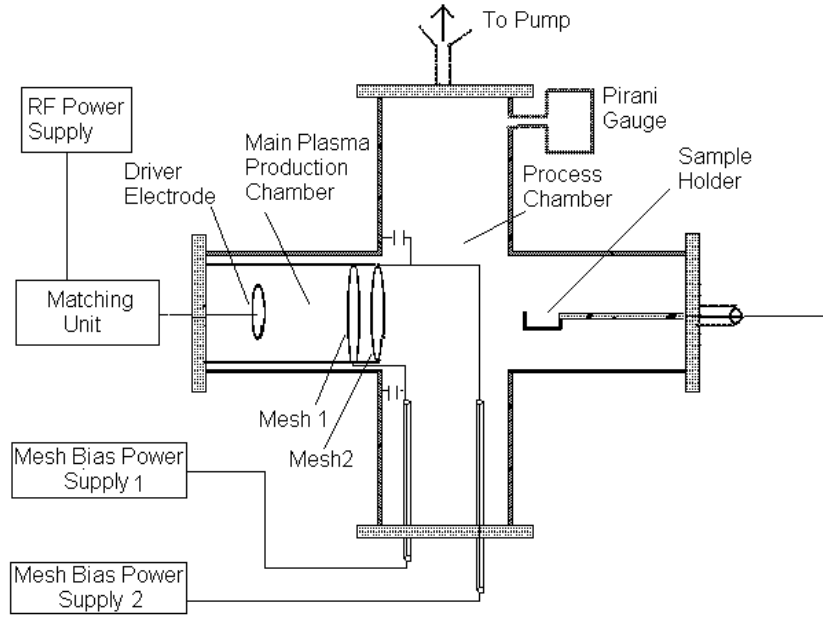 To Pump
RF Power
Supply
Pirani
Gauge
Main Plasma
Production
Chamber
Driver
Electrode
Process
Chamber
Sample
Holder
Matching
Unit
Mesh 1
Mesh2
Mesh Bias Power
Supply 1
Mesh Bias Power
Supply 2